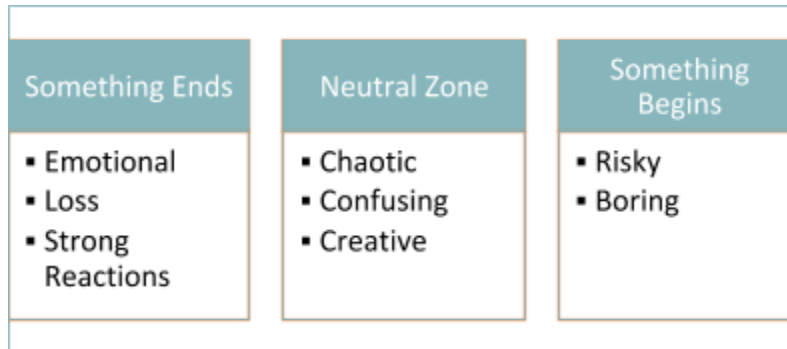 Something Ends
▪ Emotional
▪ Loss
▪ Strong
Reactions
Neutral Zone
▪ Chaotic
▪ Confusing
▪ Creative
Something
Begins
▪ Risky
▪ Boring